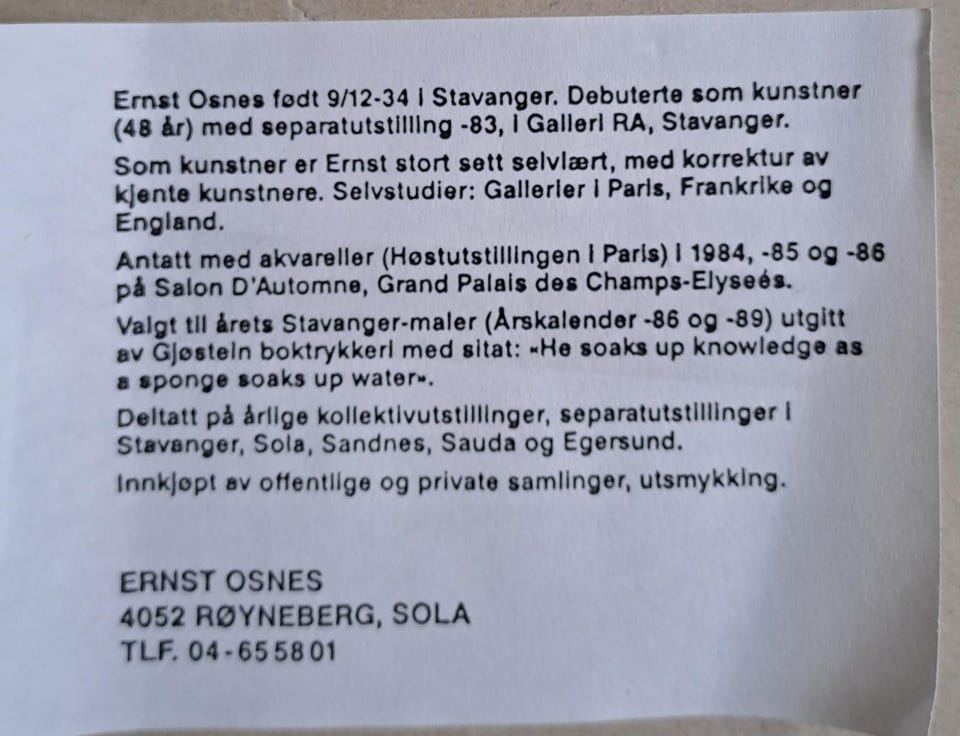 Ernst Osnes født 9/12-34 i Stavanger. Debuterte som kunstner
(48 år) med separatutstilling -83, i Galleri RA, Stavanger.
Som kunstner er Ernst stort sett selvlært, med korrektur av
kjente kunstnere. Selvstudier: Gallerier i Paris, Frankrike og
England.
Antatt med akvareller (Høstutstillingen i Paris) i 1984, -85 og -86
på Salon D'Automne, Grand Palais des Champs-Elyseés.
Valgt til årets Stavanger-maler (Årskalender -86 og -89) utgitt
av Gjøstein boktrykkeri med sitat: «He soaks up knowledge as
a sponge soaks up water».
Deltatt på årlige kollektivutstillinger, separatutstillinger i
Stavanger, Sola, Sandnes, Sauda og Egersund.
Innkjøpt av offentlige og private samlinger, utsmykking.
ERNST OSNES
4052 RØYNEBERG, SOLA
TLF. 04-65 58 01